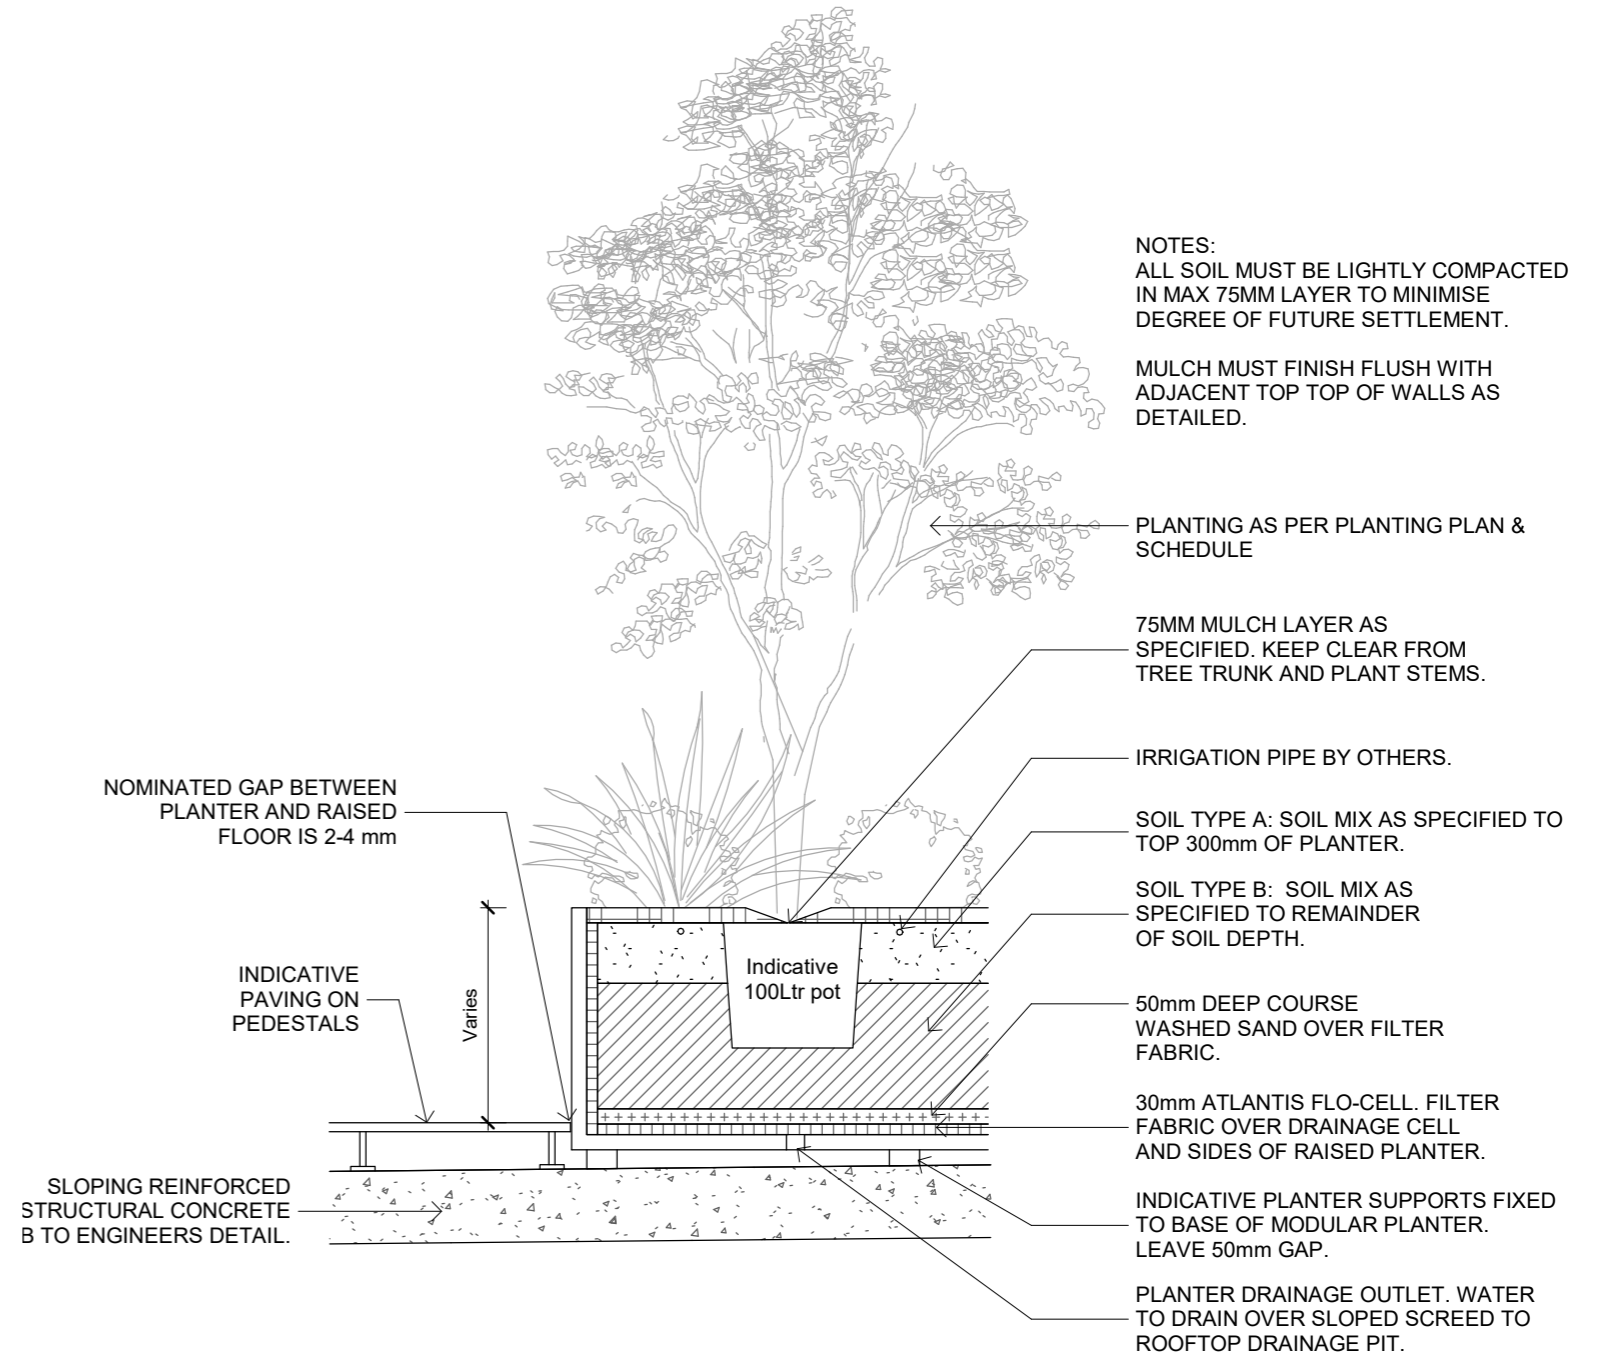 NOTES:
ALL SOIL MUST BE LIGHTLY COMPACTED
IN MAX 75MM LAYER TO MINIMISE
DEGREE OF FUTURE SETTLEMENT.
MULCH MUST FINISH FLUSH WITH
ADJACENT TOP TOP OF WALLS AS
DETAILED.
PLANTING AS PER PLANTING PLAN &
SCHEDULE
75MM MULCH LAYER AS
SPECIFIED. KEEP CLEAR FROM
TREE TRUNK AND PLANT STEMS.
IRRIGATION PIPE BY OTHERS.
SOIL TYPE A: SOIL MIX AS SPECIFIED TO
TOP 300mm OF PLANTER.
SOIL TYPE B: SOIL MIX AS
SPECIFIED TO REMAINDER
OF SOIL DEPTH.
50mm DEEP COURSE
WASHED SAND OVER FILTER
FABRIC.
30mm ATLANTIS FLO-CELL. FILTER
FABRIC OVER DRAINAGE CELL
AND SIDES OF RAISED PLANTER.
INDICATIVE PLANTER SUPPORTS FIXED
TO BASE OF MODULAR PLANTER.
LEAVE 50mm GAP.
PLANTER DRAINAGE OUTLET. WATER
TO DRAIN OVER SLOPED SCREED TO
ROOFTOP DRAINAGE PIT.
NOMINATED GAP BETWEEN
PLANTER AND RAISED
FLOOR IS 2-4 mm
INDICATIVE
PAVING ON
PEDESTALS
Varies
Indicative
100Ltr pot
SLOPING REINFORCED
STRUCTURAL CONCRETE
B TO ENGINEERS DETAIL.